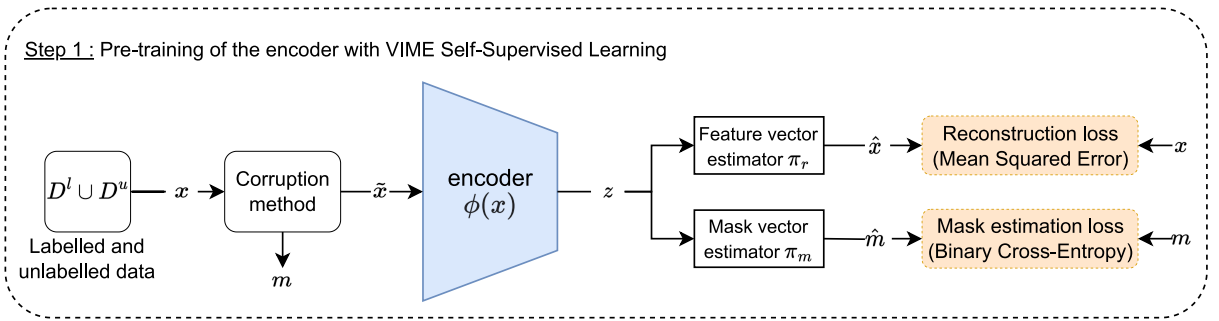 Step 1 : Pre-training of the encoder with VIME Self-Supervised Learning
D^l ∪ D^u
Labelled and
unlabelled data
x
Corruption
method
m
x̃
encoder
ϕ(x)
z
Feature vector
estimator π_r
x̂
Reconstruction loss
(Mean Squared Error)
x
Mask vector
estimator π_m
m̂
Mask estimation loss
(Binary Cross-Entropy)
m